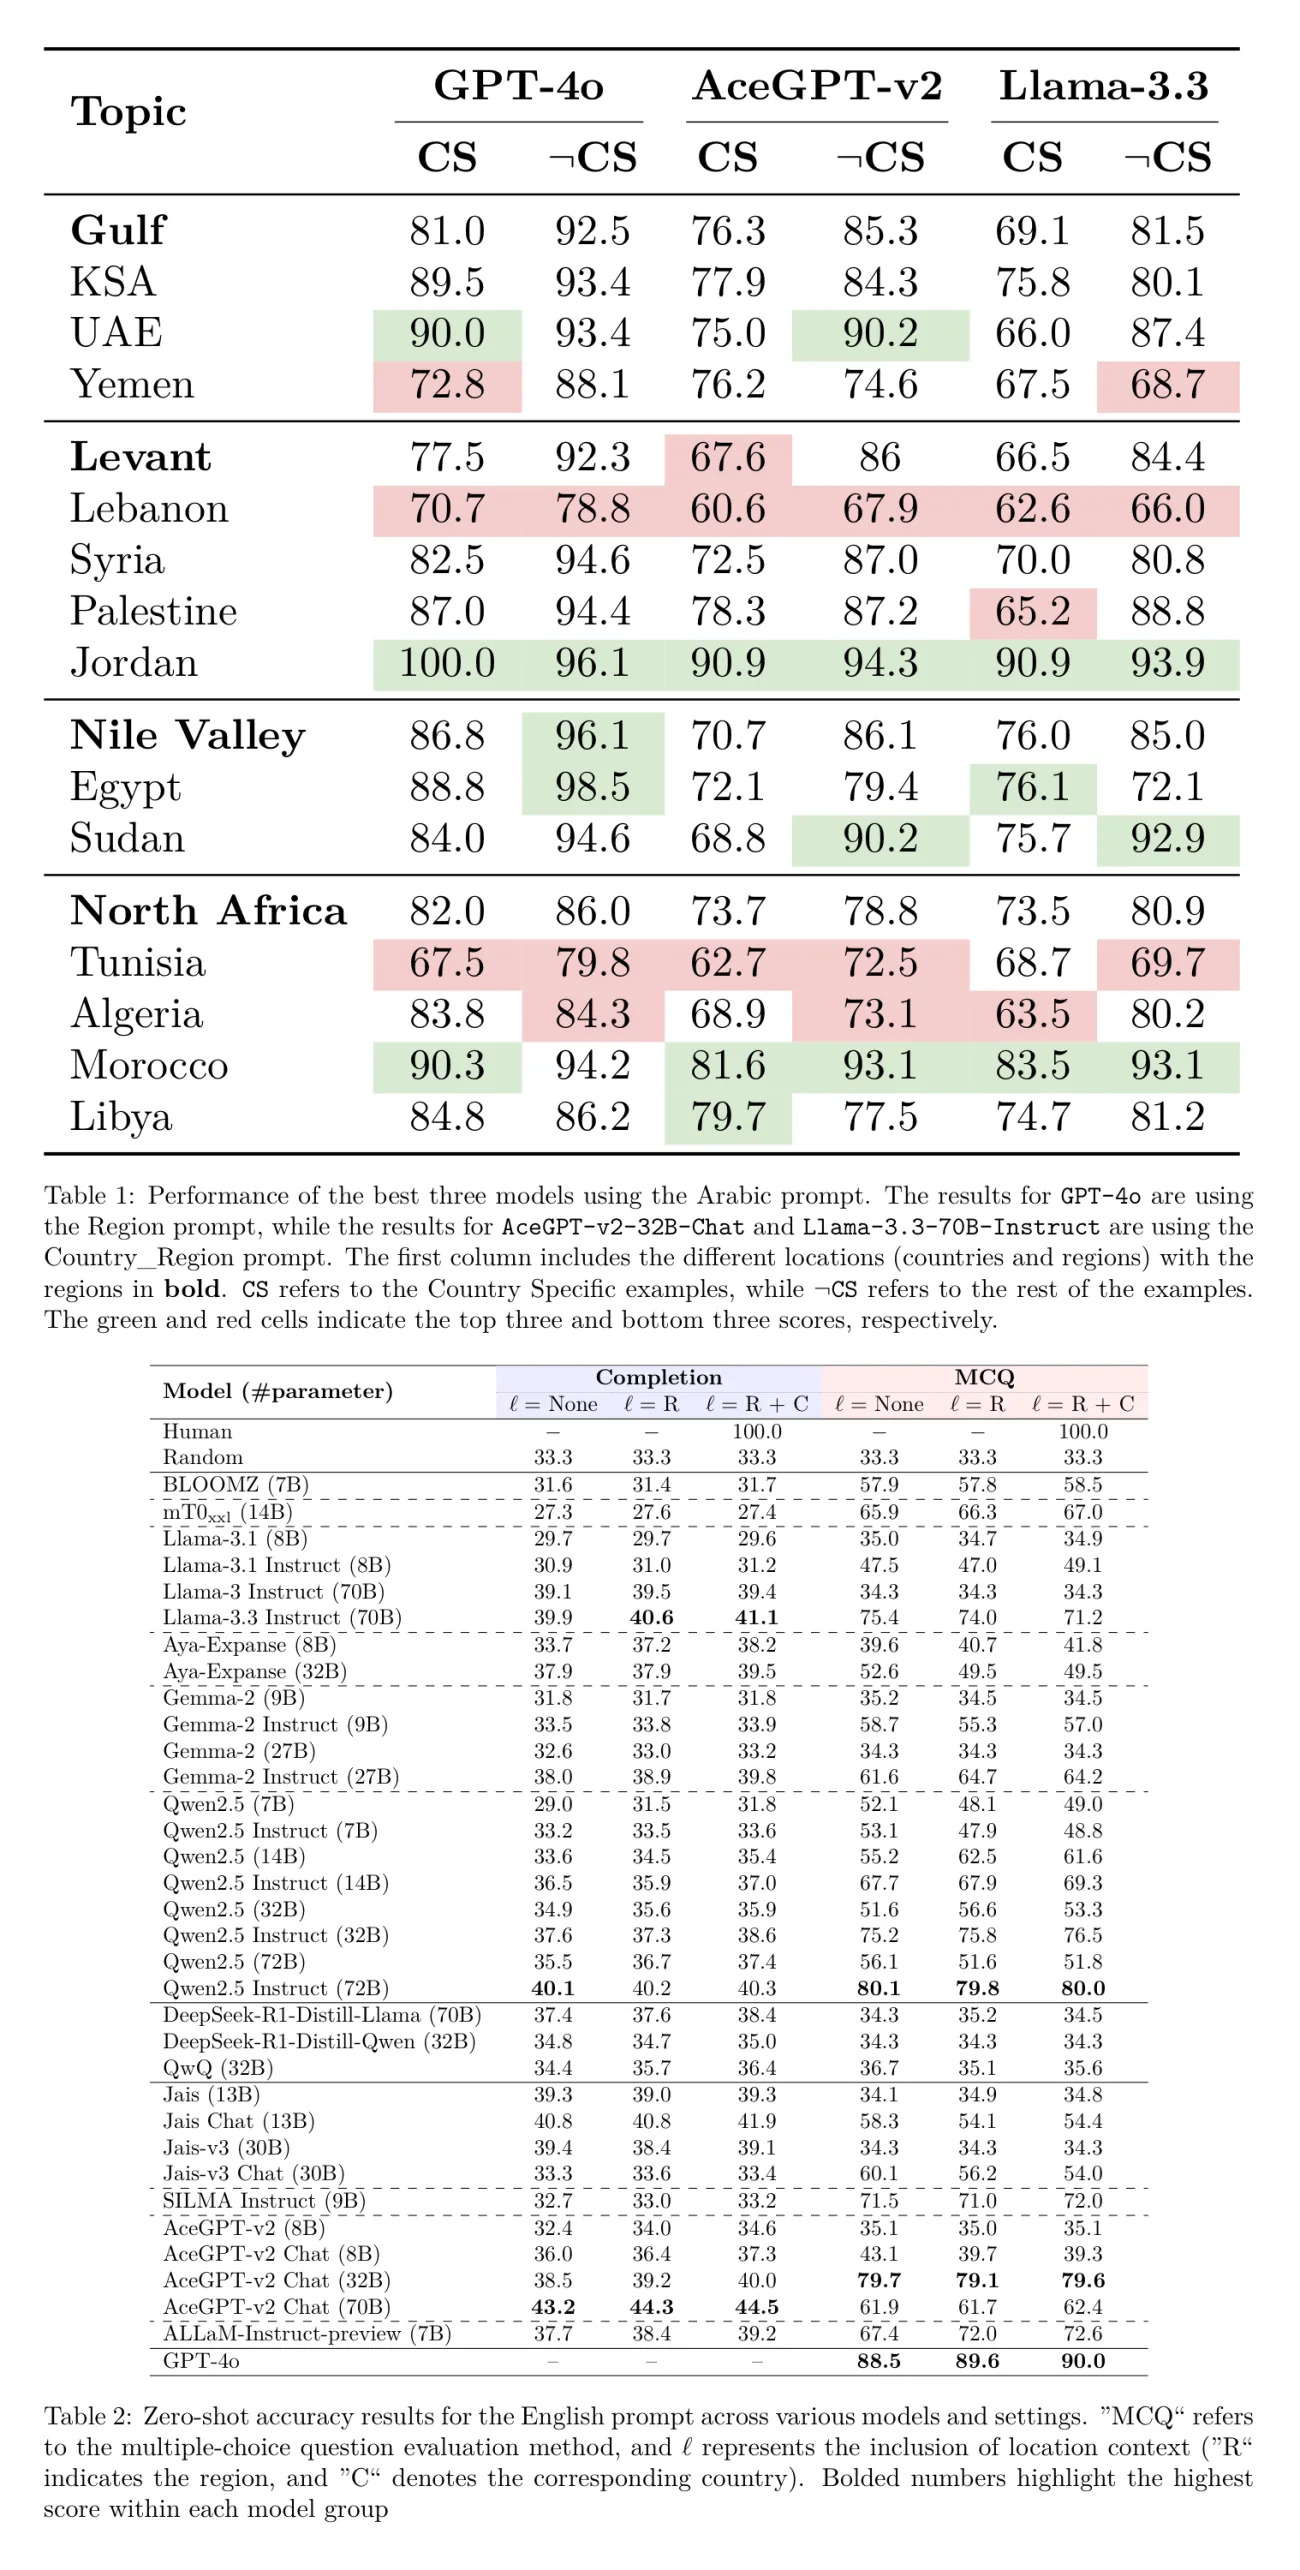 Topic GPT-4o AceGPT-v2 Llama-3.3
CS ¬CS CS ¬CS CS ¬CS
Gulf 81.0 92.5 76.3 85.3 69.1 81.5
KSA 89.5 93.4 77.9 84.3 75.8 80.1
UAE 90.0 93.4 75.0 90.2 66.0 87.4
Yemen 72.8 88.1 76.2 74.6 67.5 68.7
Levant 77.5 92.3 67.6 86 66.5 84.4
Lebanon 70.7 78.8 60.6 67.9 62.6 66.0
Syria 82.5 94.6 72.5 87.0 70.0 80.8
Palestine 87.0 94.4 78.3 87.2 65.2 88.8
Jordan 100.0 96.1 90.9 94.3 90.9 93.9
Nile Valley 86.8 96.1 70.7 86.1 76.0 85.0
Egypt 88.8 98.5 72.1 79.4 76.1 72.1
Sudan 84.0 94.6 68.8 90.2 75.7 92.9
North Africa 82.0 86.0 73.7 78.8 73.5 80.9
Tunisia 67.5 79.8 62.7 72.5 68.7 69.7
Algeria 83.8 84.3 68.9 73.1 63.5 80.2
Morocco 90.3 94.2 81.6 93.1 83.5 93.1
Libya 84.8 86.2 79.7 77.5 74.7 81.2
Table 1: Performance of the best three models using the Arabic prompt. The results for GPT-4o are using
the Region prompt, while the results for AceGPT-v2-32B-Chat and Llama-3.3-70B-Instruct are using the
Country_Region prompt. The first column includes the different locations (countries and regions) with the
regions in bold. CS refers to the Country Specific examples, while ¬CS refers to the rest of the examples.
The green and red cells indicate the top three and bottom three scores, respectively.
Model (#parameter) Completion MCQ
ℓ = None ℓ = R ℓ = R + C ℓ = None ℓ = R ℓ = R + C
Human – – 100.0 – – 100.0
Random 33.3 33.3 33.3 33.3 33.3 33.3
BLOOMZ (7B) 31.6 31.4 31.7 57.9 57.8 58.5
mT0xxl (14B) 27.3 27.6 27.4 65.9 66.3 67.0
Llama-3.1 (8B) 29.7 29.7 29.6 35.0 34.7 34.9
Llama-3.1 Instruct (8B) 30.9 31.0 31.2 47.5 47.0 49.1
Llama-3 Instruct (70B) 39.1 39.5 39.4 34.3 34.3 34.3
Llama-3.3 Instruct (70B) 39.9 40.6 41.1 75.4 74.0 71.2
Aya-Expanse (8B) 33.7 37.2 38.2 39.6 40.7 41.8
Aya-Expanse (32B) 37.9 37.9 39.5 52.6 49.5 49.5
Gemma-2 (9B) 31.8 31.7 31.8 35.2 34.5 34.5
Gemma-2 Instruct (9B) 33.5 33.8 33.9 58.7 55.3 57.0
Gemma-2 (27B) 32.6 33.0 33.2 34.3 34.3 34.3
Gemma-2 Instruct (27B) 38.0 38.9 39.8 61.6 64.7 64.2
Qwen2.5 (7B) 29.0 31.5 31.8 52.1 48.1 49.0
Qwen2.5 Instruct (7B) 33.2 33.5 33.6 53.1 47.9 48.8
Qwen2.5 (14B) 33.6 34.5 35.4 55.2 62.5 61.6
Qwen2.5 Instruct (14B) 36.5 35.9 37.0 67.7 67.9 69.3
Qwen2.5 (32B) 34.9 35.6 35.9 51.6 56.6 53.3
Qwen2.5 Instruct (32B) 37.6 37.3 38.6 75.2 75.8 76.5
Qwen2.5 (72B) 35.5 36.7 37.4 56.1 51.6 51.8
Qwen2.5 Instruct (72B) 40.1 40.2 40.3 80.1 79.8 80.0
DeepSeek-R1-Distill-Llama (70B) 37.4 37.6 38.4 34.3 35.2 34.5
DeepSeek-R1-Distill-Qwen (32B) 34.8 34.7 35.0 34.3 34.3 34.3
QwQ (32B) 34.4 35.7 36.4 36.7 35.1 35.6
Jais (13B) 39.3 39.0 39.3 34.1 34.9 34.8
Jais Chat (13B) 40.8 40.8 41.9 58.3 54.1 54.4
Jais-v3 (30B) 39.4 38.4 39.1 34.3 34.3 34.3
Jais-v3 Chat (30B) 33.3 33.6 33.4 60.1 56.2 54.0
SILMA Instruct (9B) 32.7 33.0 33.2 71.5 71.0 72.0
AceGPT-v2 (8B) 32.4 34.0 34.6 35.1 35.0 35.1
AceGPT-v2 Chat (8B) 36.0 36.4 37.3 43.1 39.7 39.3
AceGPT-v2 Chat (32B) 38.5 39.2 40.0 79.7 79.1 79.6
AceGPT-v2 Chat (70B) 43.2 44.3 44.5 61.9 61.7 62.4
ALLaM-Instruct-preview (7B) 37.7 38.4 39.2 67.4 72.0 72.6
GPT-4o – – – 88.5 89.6 90.0
Table 2: Zero-shot accuracy results for the English prompt across various models and settings. ”MCQ“ refers
to the multiple-choice question evaluation method, and ℓ represents the inclusion of location context (”R“
indicates the region, and ”C“ denotes the corresponding country). Bolded numbers highlight the highest
score within each model group